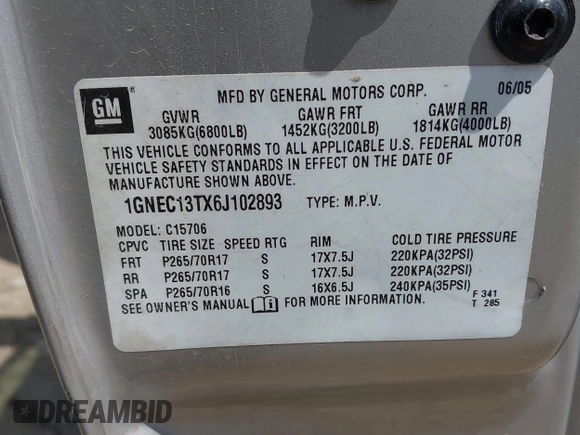 GM
MFD BY GENERAL MOTORS CORP. 06/05
GVWR GAWR FRT GAWR RR
3085KG(6800LB) 1452KG(3200LB) 1814KG(4000LB)
THIS VEHICLE CONFORMS TO ALL APPLICABLE U.S. FEDERAL MOTOR
VEHICLE SAFETY STANDARDS IN EFFECT ON THE DATE OF
MANUFACTURE SHOWN ABOVE.
1GNEC13TX6J102893 TYPE: M.P.V.
MODEL: C15706
CPVC TIRE SIZE SPEED RTG RIM COLD TIRE PRESSURE
FRT P265/70R17 S 17X7.5J 220KPA(32PSI)
RR P265/70R17 S 17X7.5J 220KPA(32PSI)
SPA P265/70R16 S 16X6.5J 240KPA(35PSI)
SEE OWNER'S MANUAL FOR MORE INFORMATION.
F 341
T 285
DREAMBID